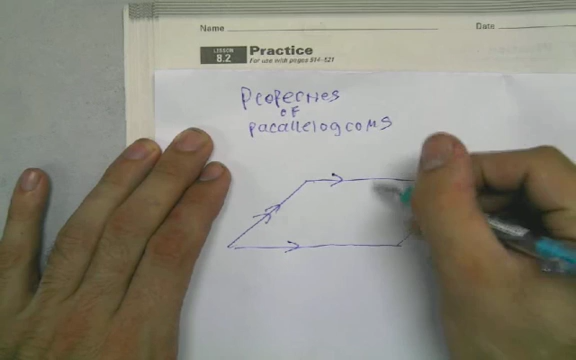 Name
Date
LESSON
8.2
Practice
For use with pages 514–521
Properties
of
parallelograms